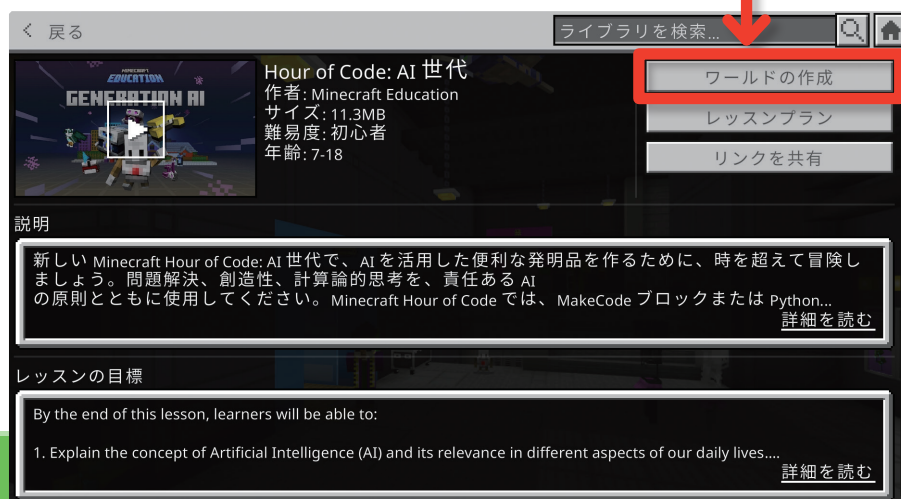 戻る
ライブラリを検索...
MINECRAFT
EDUCATION
GENERATION AI
Hour of Code: AI 世代
作者: Minecraft Education
サイズ: 11.3MB
難易度: 初心者
年齢: 7-18
ワールドの作成
レッスンプラン
リンクを共有
説明
新しい Minecraft Hour of Code: AI 世代で、AI を活用した便利な発明品を作るために、時を超えて冒険し
ましょう。問題解決、創造性、計算論的思考を、責任ある AI
の原則とともに使用してください。Minecraft Hour of Code では、MakeCode ブロックまたは Python...
詳細を読む
レッスンの目標
By the end of this lesson, learners will be able to:
1. Explain the concept of Artificial Intelligence (AI) and its relevance in different aspects of our daily lives....
詳細を読む